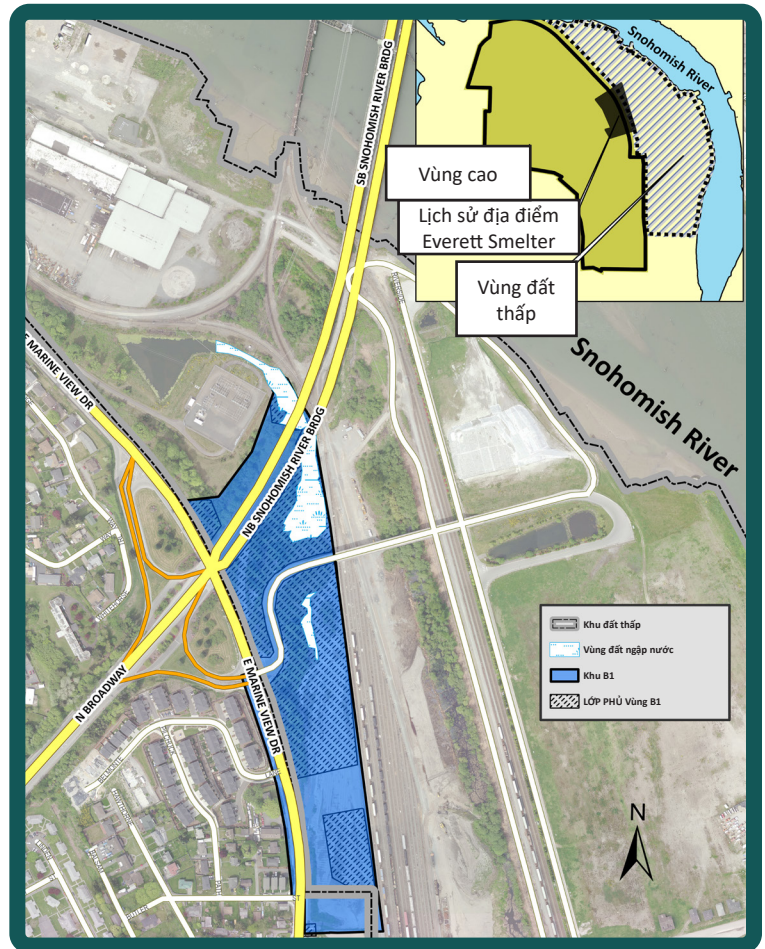 SB SNOHOMISH RIVER BRDG
Snohomish River
Vùng cao
Lịch sử địa điểm
Everett Smelter
Vùng đất
thấp
Snohomish River
E MARINE VIEW DR
NB SNOHOMISH RIVER BRDG
N BROADWAY
E MARINE VIEW DR
Khu đất thấp
Vùng đất ngập nước
Khu B1
LỚP PHỦ Vùng B1
N
ST